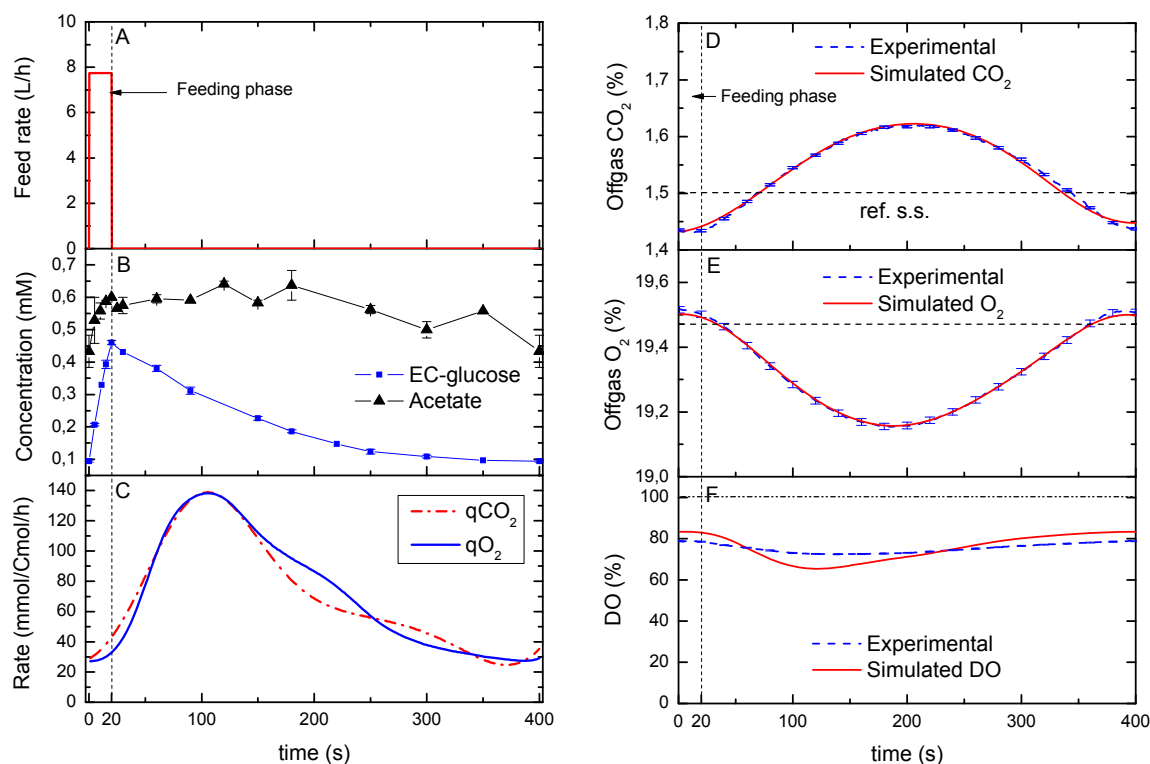 A
Feeding phase
Feed rate (L/h)
10
8
6
4
2
0
B
EC-glucose
Acetate
Concentration (mM)
0,7
0,6
0,5
0,4
0,3
0,2
0,1
C
qCO2
qO2
Rate (mmol/Cmol/h)
140
120
100
80
60
40
20
0
0 20 100 200 300 400
time (s)
D
Experimental
Simulated CO2
Feeding phase
ref. s.s.
Offgas CO2 (%)
1,8
1,7
1,6
1,5
1,4
E
Experimental
Simulated O2
Offgas O2 (%)
19,6
19,4
19,2
19,0
F
Experimental
Simulated DO
DO (%)
100
80
60
40
20
0
0 20 100 200 300 400
time (s)